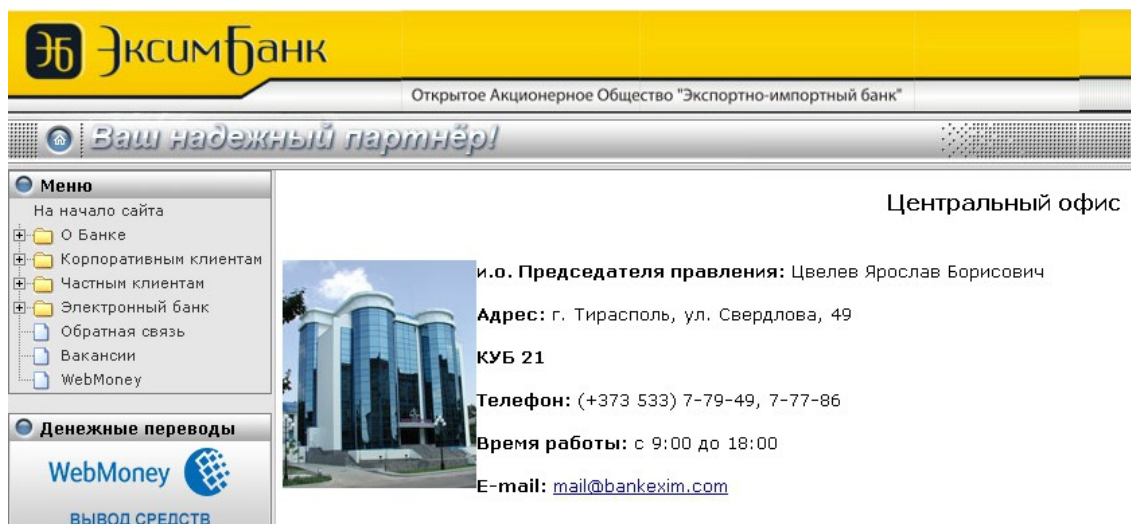 ЭБ ЭксимБанк
Открытое Акционерное Общество "Экспортно-импортный банк"
Ваш надежный партнёр!
Меню
На начало сайта
О Банке
Корпоративным клиентам
Частным клиентам
Электронный банк
Обратная связь
Вакансии
WebMoney
Денежные переводы
WebMoney
ВЫВОД СРЕДСТВ
Центральный офис
и.о. Председателя правления: Цвелев Ярослав Борисович
Адрес: г. Тирасполь, ул. Свердлова, 49
КУБ 21
Телефон: (+373 533) 7-79-49, 7-77-86
Время работы: с 9:00 до 18:00
E-mail: mail@bankexim.com